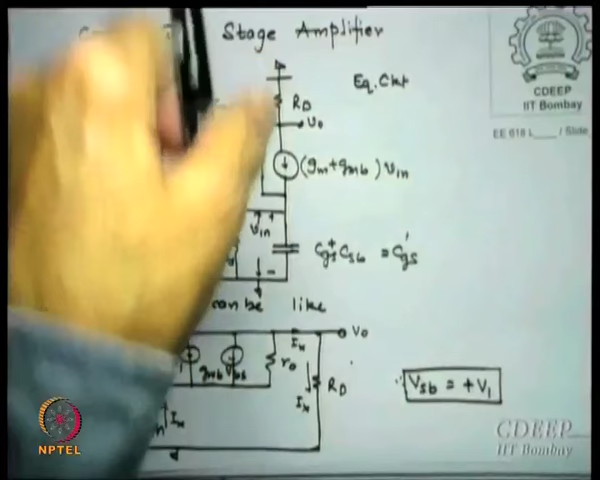 Stage Amplifier
Eq. Ckt
RD
Vo
(gm+gmb) vin
vin
+
-
Cgs + Csb = C'gs
can be like
Vo
Ix
gmb Vbs
ro
Ix
RD
Ix
∴ Vsb = +V1
CDEEP
IIT Bombay
EE 618 L___ / Slide
NPTEL
CDEEP
IIT Bombay